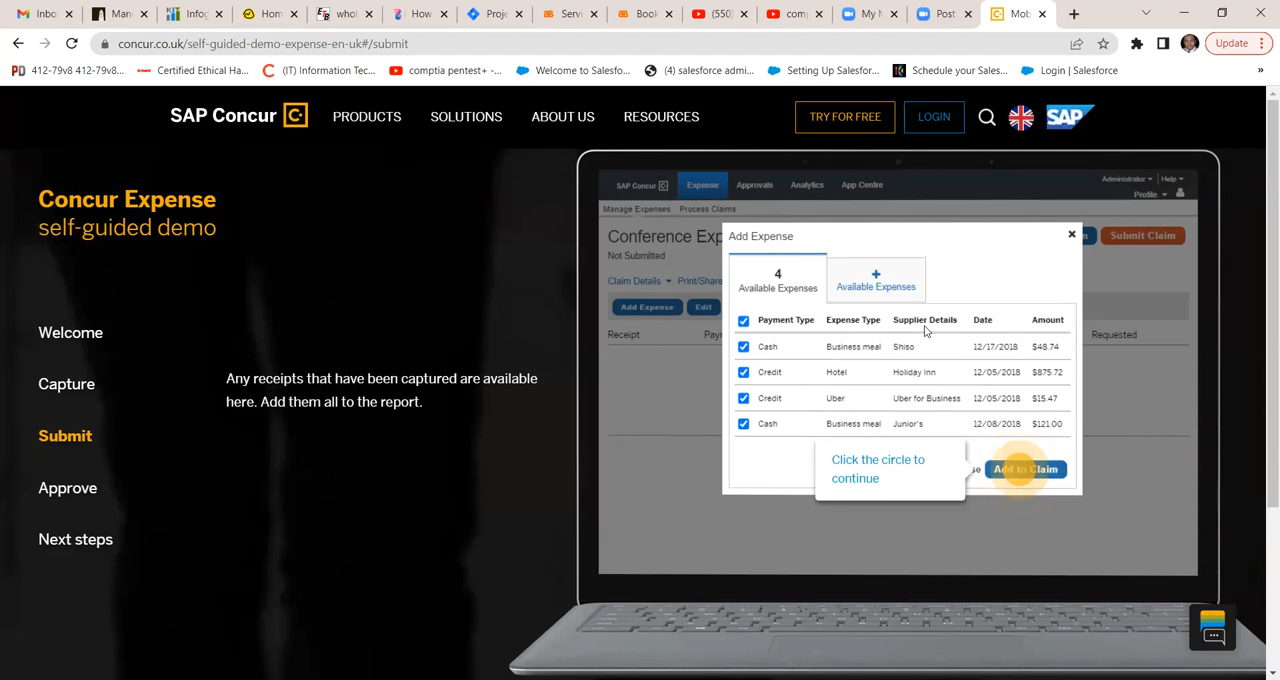 Inbo
Man
Infog
Hom
whol
How
Proje
Servi
Book
(550)
comp
My M
Post
Mob
concur.co.uk/self-guided-demo-expense-en-uk#/submit
Update
412-79v8 412-79v8...
Certified Ethical Ha...
(IT) Information Tec...
comptia pentest+ -...
Welcome to Salesfo...
(4) salesforce admi...
Setting Up Salesfor...
Schedule your Sales...
Login | Salesforce
»
SAP Concur C
PRODUCTS
SOLUTIONS
ABOUT US
RESOURCES
TRY FOR FREE
LOGIN
SAP
Concur Expense
self-guided demo
Welcome
Capture
Submit
Approve
Next steps
Any receipts that have been captured are available
here. Add them all to the report.
SAP Concur C
Expense
Approvals
Analytics
App Centre
Administrator
Help
Profile
Manage Expenses Process Claims
Conference Exp
Not Submitted
Submit Claim
Claim Details
Print/Share
Add Expense
Edit
Receipt
Requested
Add Expense
4
Available Expenses
+
Available Expenses
Payment Type Expense Type Supplier Details Date Amount
Cash Business meal Shiso 12/17/2018 $48.74
Credit Hotel Holiday Inn 12/05/2018 $875.72
Credit Uber Uber for Business 12/05/2018 $15.47
Cash Business meal Junior's 12/08/2018 $121.00
Click the circle to
continue
se
Add to Claim